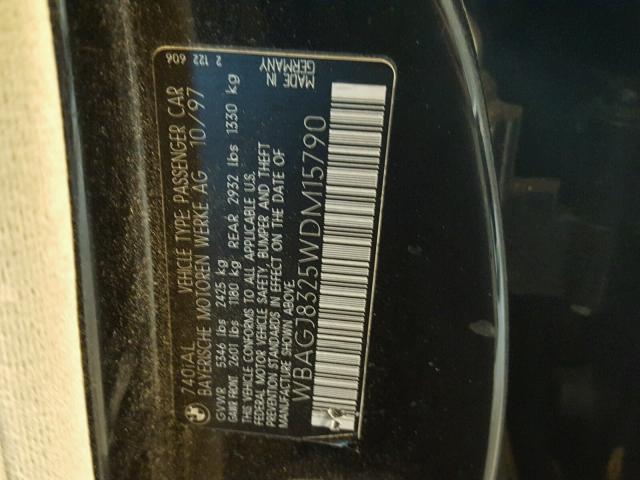 740iAL VEHICLE TYPE: PASSENGER CAR
BAYERISCHE MOTOREN WERKE AG 10/97
GVWR 5346 lbs 2425 kg
GAWR FRONT 2601 lbs 1180 kg REAR 2932 lbs 1330 kg
THIS VEHICLE CONFORMS TO ALL APPLICABLE U.S.
FEDERAL MOTOR VEHICLE SAFETY, BUMPER AND THEFT
PREVENTION STANDARDS IN EFFECT ON THE DATE OF
MANUFACTURE SHOWN ABOVE.
WBAGJ8325WDM15790
MADE IN
GERMANY
2 122 606